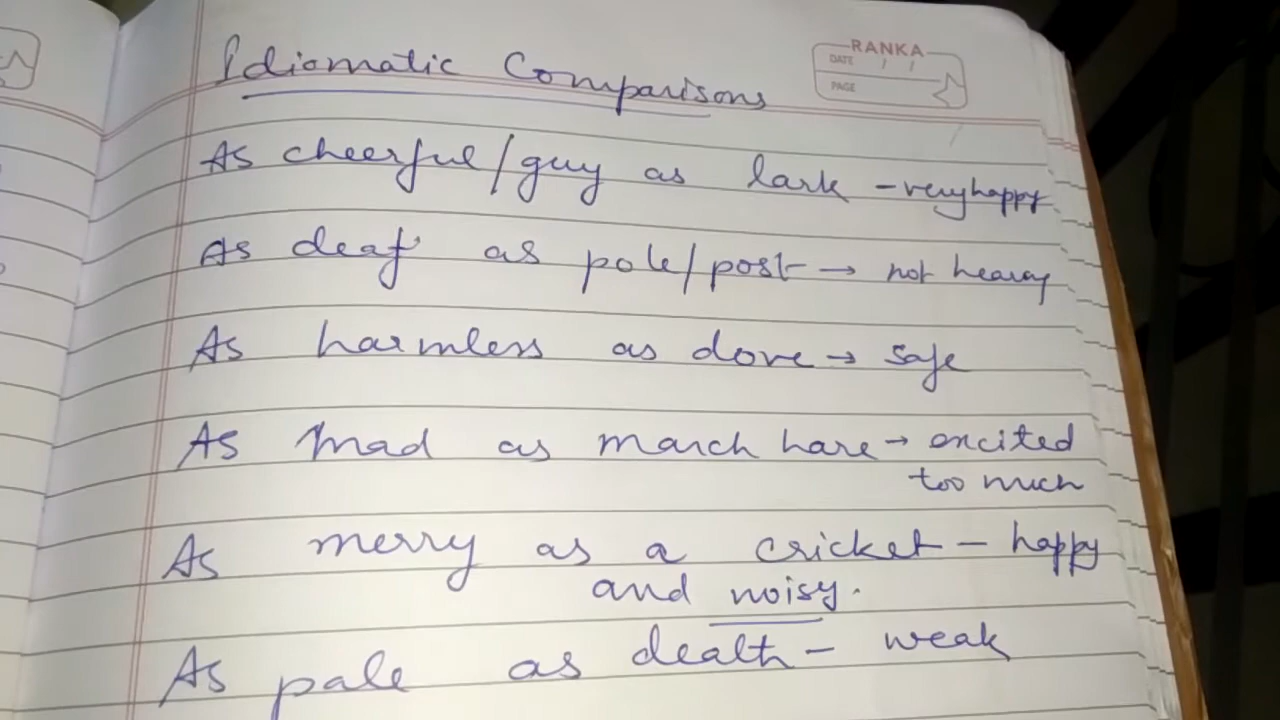 Idiomatic Comparisons
RANKA
DATE / /
PAGE
As cheerful/guy as lark - very happy
As deaf as pole/post → not hearing
As harmless as dove → safe
As mad as march hare → encited
too much
As merry as a cricket - happy
and noisy.
As pale as death - weak